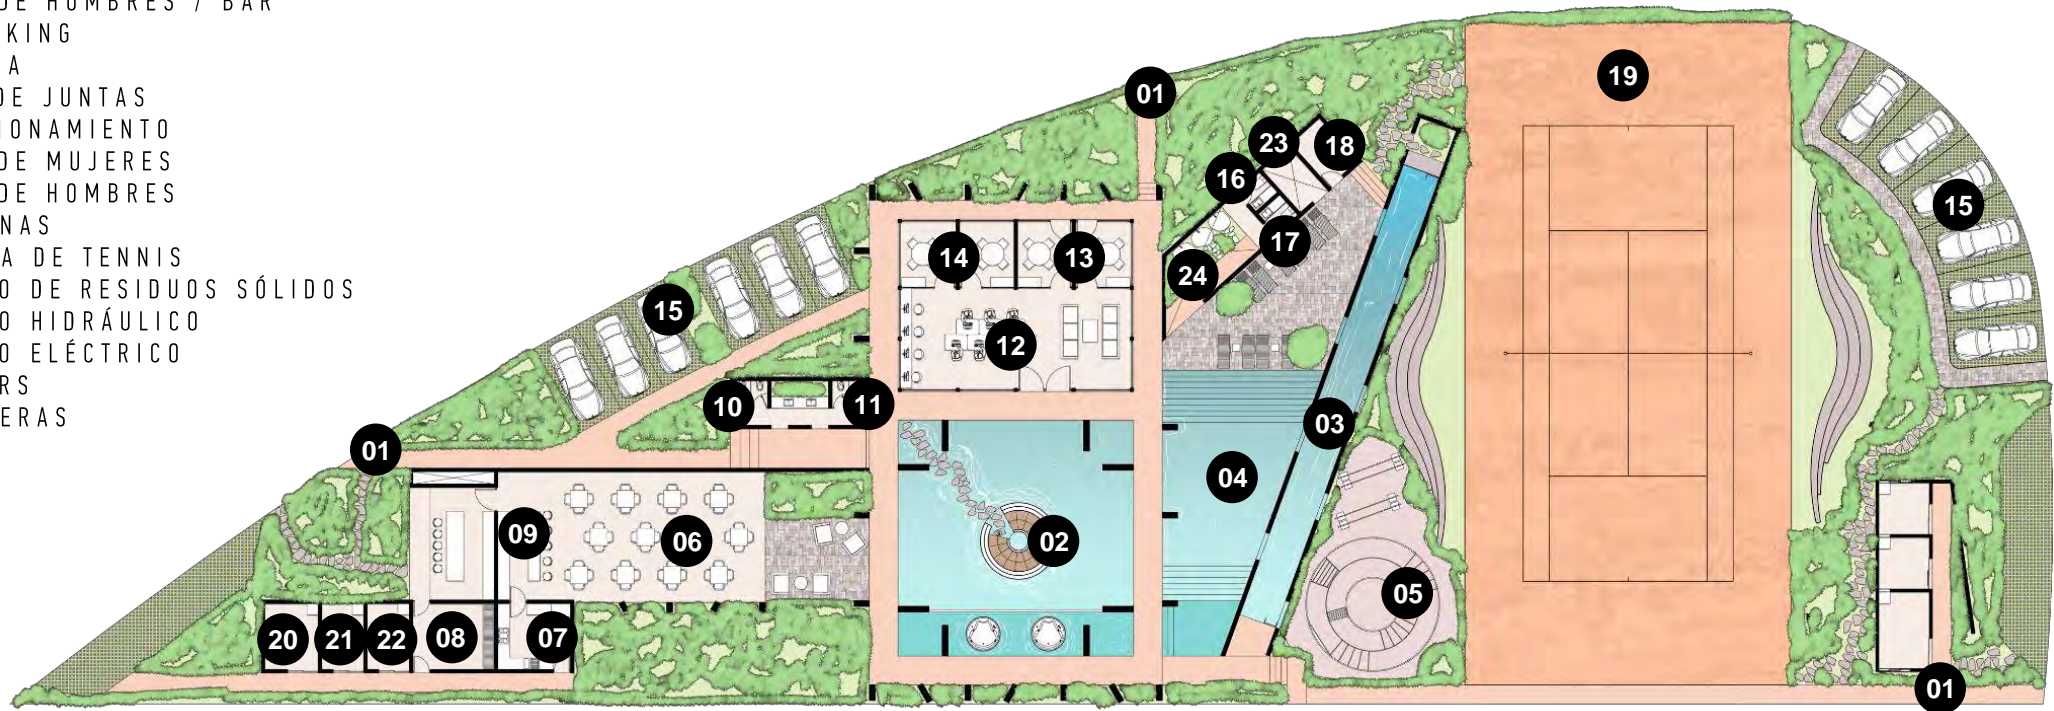 DE HOMBRES / BAR
KING
A
DE JUNTAS
IONAMIENTO
DE MUJERES
DE HOMBRES
NAS
A DE TENNIS
O DE RESIDUOS SÓLIDOS
O HIDRÁULICO
O ELÉCTRICO
RS
ERAS
19
01
23
18
16
15
17
14
13
24
15
12
10
11
03
01
04
09
06
02
05
20
21
22
08
07
01